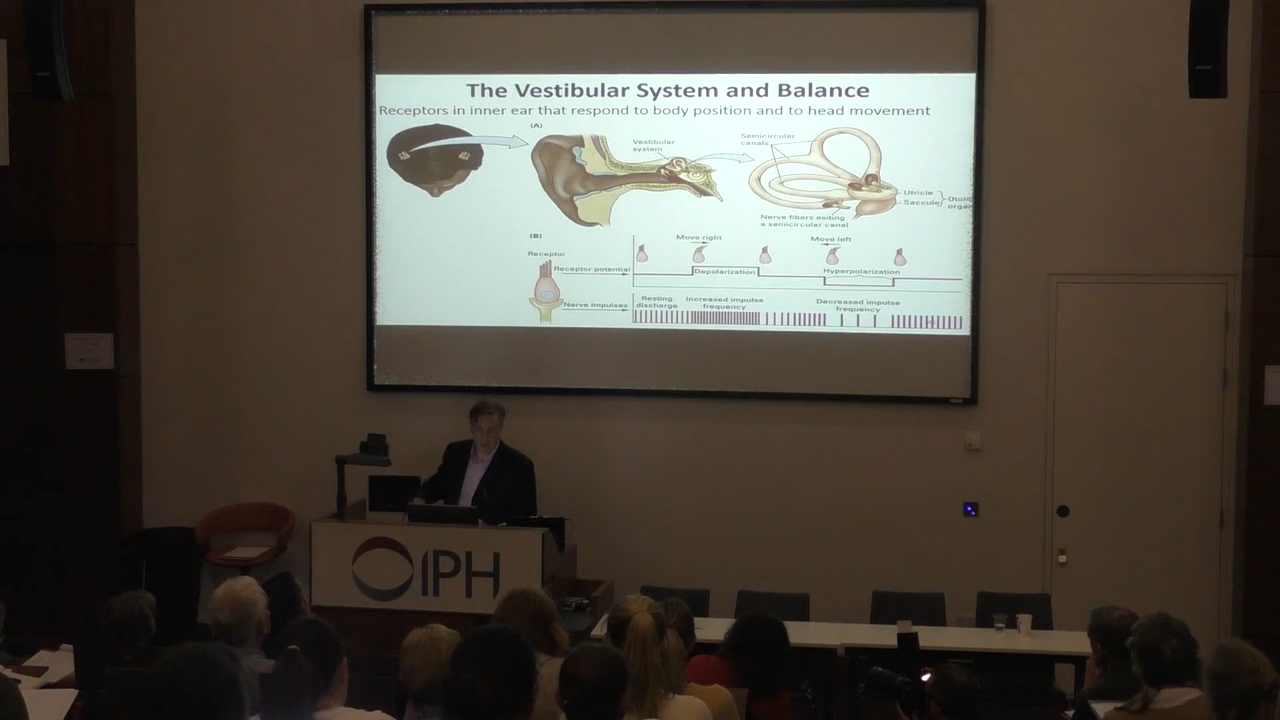 The Vestibular System and Balance
Receptors in inner ear that respond to body position and to head movement
(A)
Vestibular
system
Semicircular
canals
Utricle
Saccule
Otolit
organ
Nerve fibers exiting
a semicircular canal
(B)
Move right
Move left
Receptor
Receptor potential
Depolarization
Hyperpolarization
Nerve impulses
Resting
discharge
Increased impulse
frequency
Decreased impulse
frequency
IPH